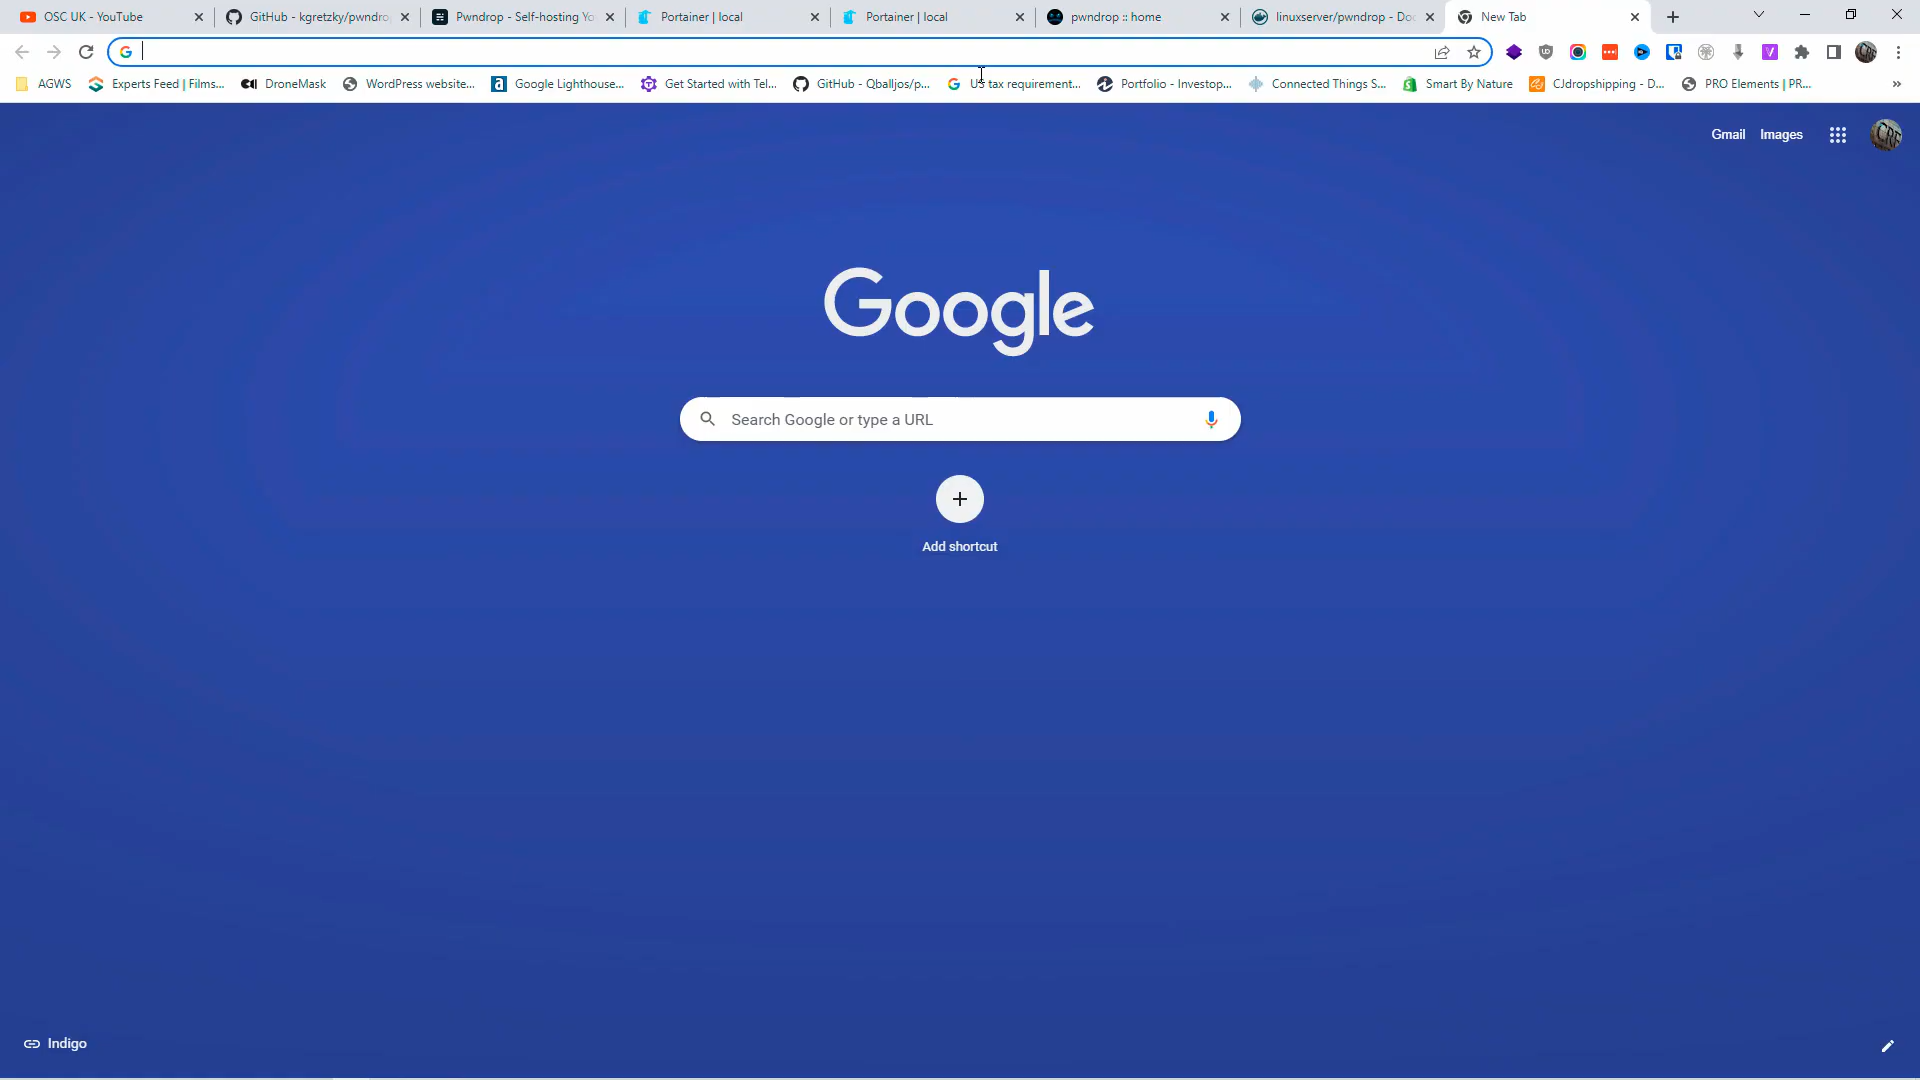 OSC UK - YouTube
GitHub - kgretzky/pwndro
Pwndrop - Self-hosting Yo
Portainer | local
Portainer | local
pwndrop :: home
linuxserver/pwndrop - Doc
New Tab
AGWS
Experts Feed | Films...
DroneMask
WordPress website...
Google Lighthouse...
Get Started with Tel...
GitHub - Qballjos/p...
US tax requirement...
Portfolio - Investop...
Connected Things S...
Smart By Nature
CJdropshipping - D...
PRO Elements | PR...
Gmail
Images
Google
Search Google or type a URL
Add shortcut
Indigo